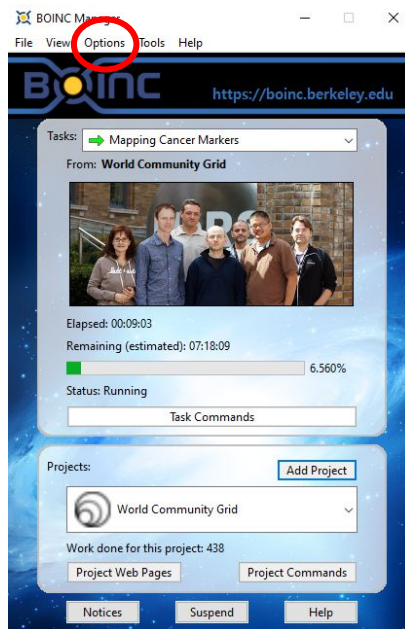 BOINC Manager
File View Options Tools Help
BOINC
https://boinc.berkeley.edu
Tasks: Mapping Cancer Markers
From: World Community Grid
Elapsed: 00:09:03
Remaining (estimated): 07:18:09
6.560%
Status: Running
Task Commands
Projects:
Add Project
World Community Grid
Work done for this project: 438
Project Web Pages Project Commands
Notices Suspend Help